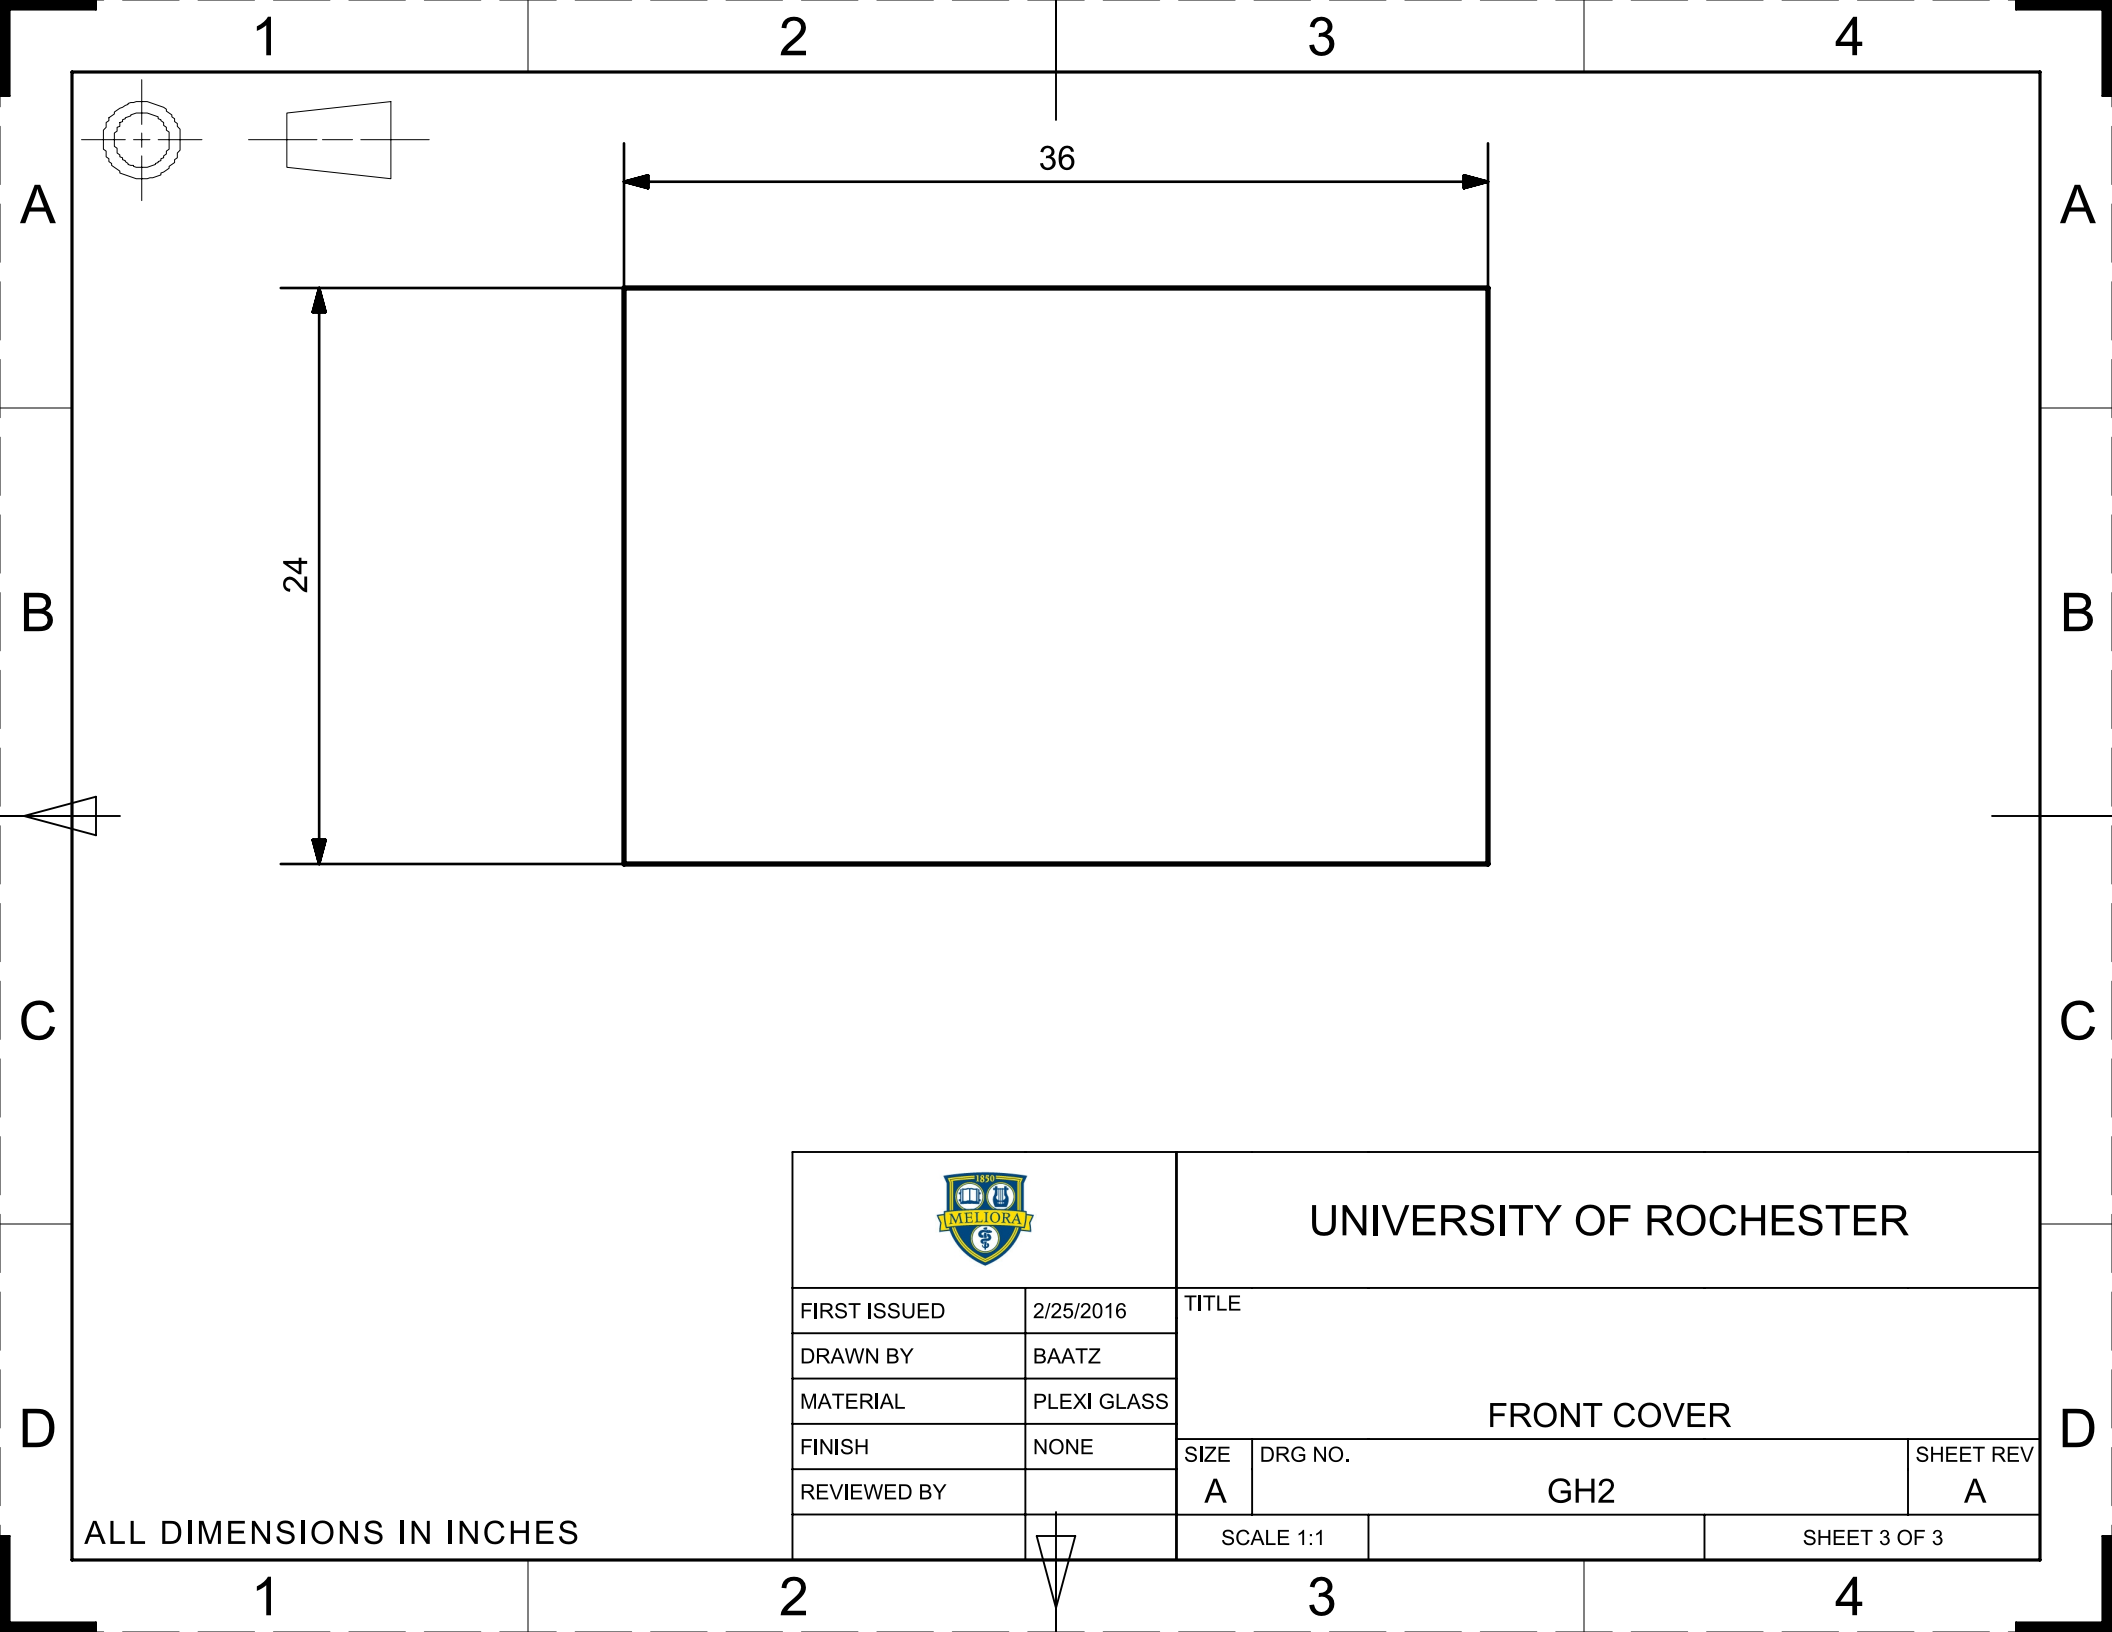 1 2 3 4
36
A A
24
B B
C C
1850
MELIORA
UNIVERSITY OF ROCHESTER
FIRST ISSUED 2/25/2016
TITLE
DRAWN BY BAATZ
MATERIAL PLEXI GLASS
FRONT COVER
D D
FINISH NONE
SIZE DRG NO. SHEET REV
REVIEWED BY
A GH2 A
ALL DIMENSIONS IN INCHES
SCALE 1:1 SHEET 3 OF 3
1 2 3 4